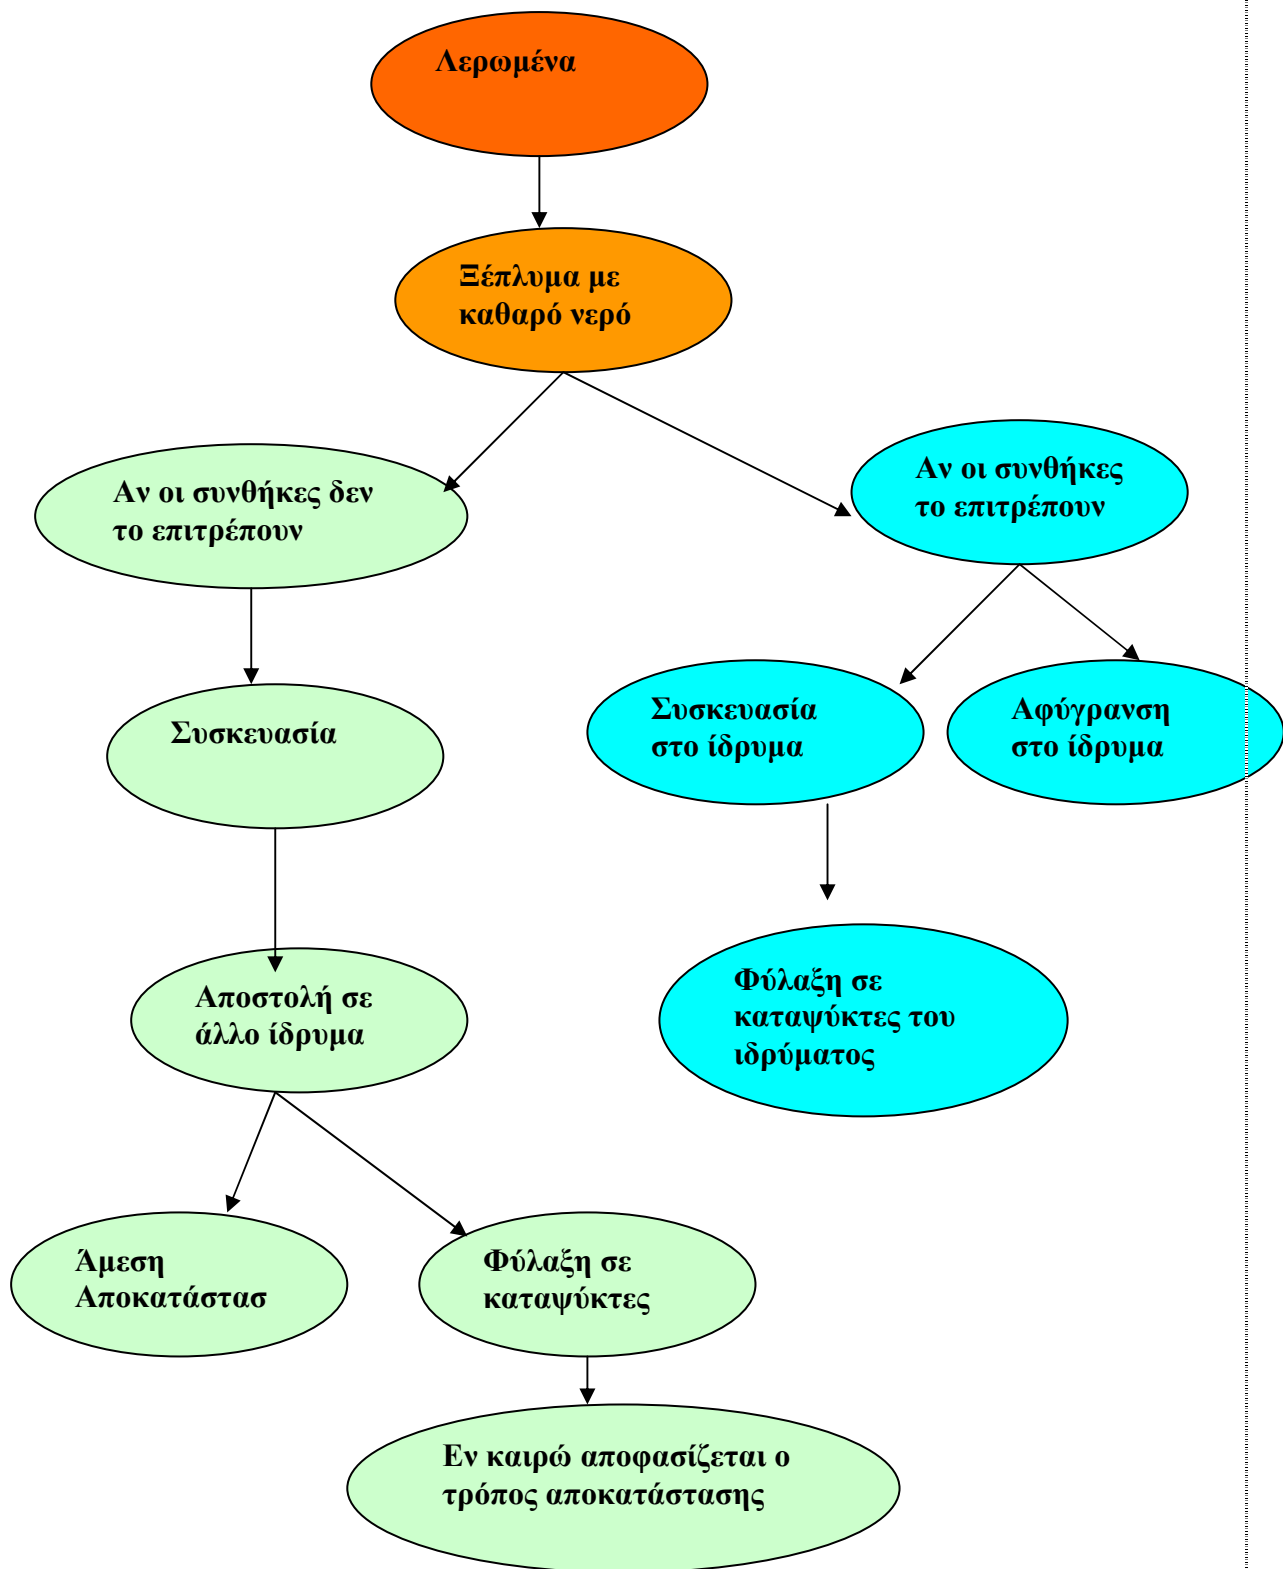 Λερωμένα
Ξέπλυμα με
καθαρό νερό
Αν οι συνθήκες δεν
το επιτρέπουν
Αν οι συνθήκες
το επιτρέπουν
Συσκευασία
Συσκευασία
στο ίδρυμα
Αφύγρανση
στο ίδρυμα
Αποστολή σε
άλλο ίδρυμα
Φύλαξη σε
καταψύκτες του
ιδρύματος
Άμεση
Αποκατάστασ
Φύλαξη σε
καταψύκτες
Εν καιρώ αποφασίζεται ο
τρόπος αποκατάστασης